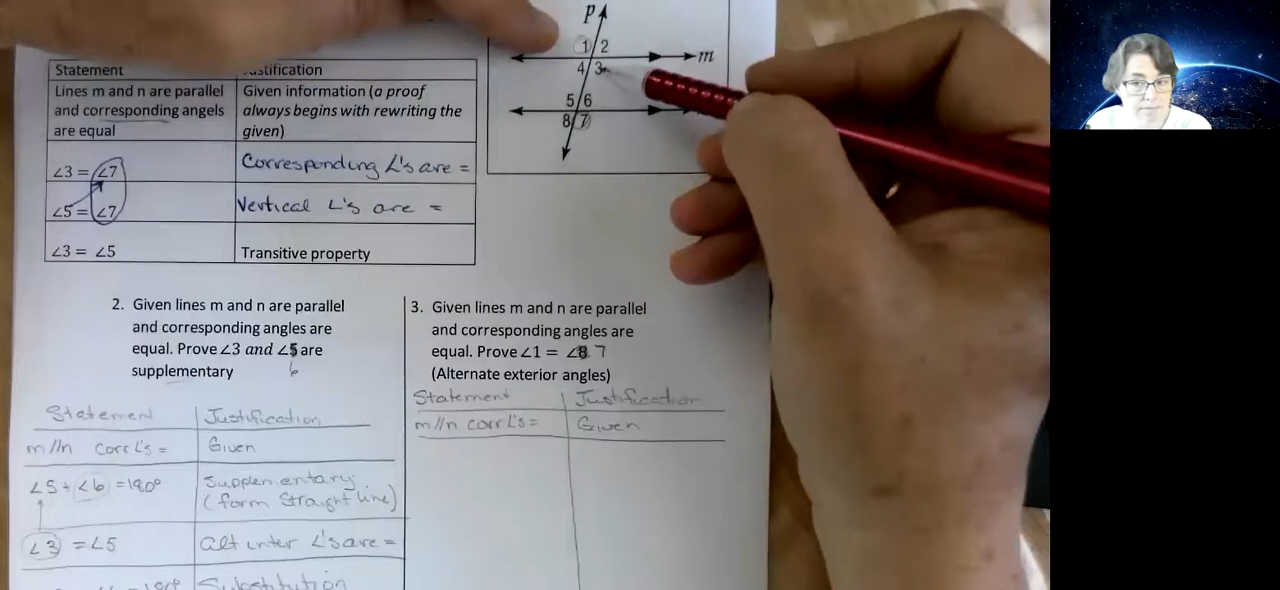 P
1 2
m
4 3
5 6
8 7
Statement Justification
Lines m and n are parallel and corresponding angels are equal
Given information (a proof always begins with rewriting the given)
∠3 = ∠7 Corresponding ∠'s are =
∠5 = ∠7 Vertical ∠'s are =
∠3 = ∠5 Transitive property
2. Given lines m and n are parallel
and corresponding angles are
equal. Prove ∠3 and ∠5 are
supplementary 6
Statement Justification
m//n corr ∠'s = Given
∠5 + ∠6 = 180° Supplementary
(form straight line)
∠3 = ∠5 alt inter ∠'s are =
Substitution
3. Given lines m and n are parallel
and corresponding angles are
equal. Prove ∠1 = ∠8 7
(Alternate exterior angles)
Statement Justification
m//n corr ∠'s = Given